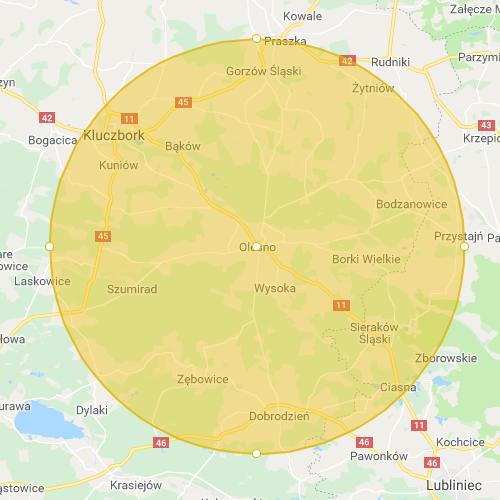 Kowale
Załęcze M
Praszka
42
Rudniki
Parzymi
Gorzów Śląski
Żytniów
45
zyn
42
11
43
Kluczbork
Bogacica
Krzepic
Bąków
Kuniów
Bodzanowice
45
Przystajń
Pa
Olesno
are
Borki Wielkie
owice
Laskowice
Szumirad
Wysoka
11
Sieraków
Śląski
łowa
Zborowskie
Zębowice
Ciasna
urawa
Dylaki
Dobrodzień
11
46
46
Kochcice
Pawonków
46
Krasiejów
ąstowice
Lubliniec